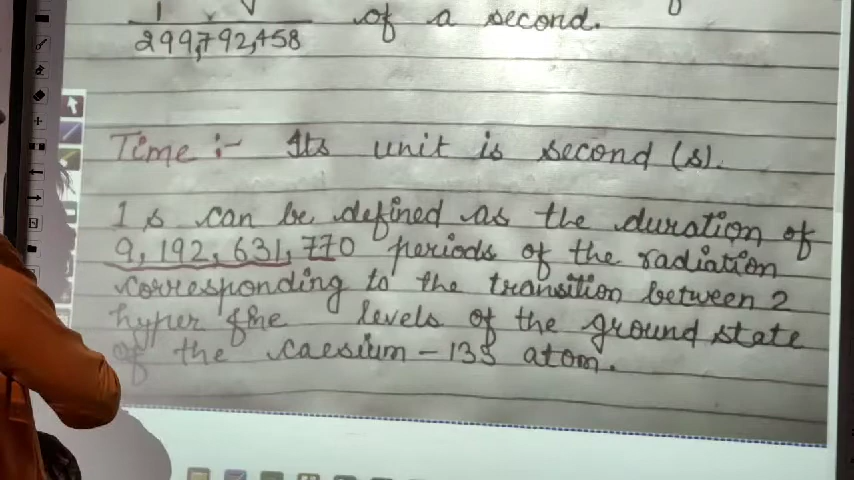 1
299,792,458 of a second.
Time :- Its unit is second (s).
1 s can be defined as the duration of
9, 192, 631, 770 periods of the radiation
corresponding to the transition between 2
hyper fine levels of the ground state
of the caesium - 133 atom.